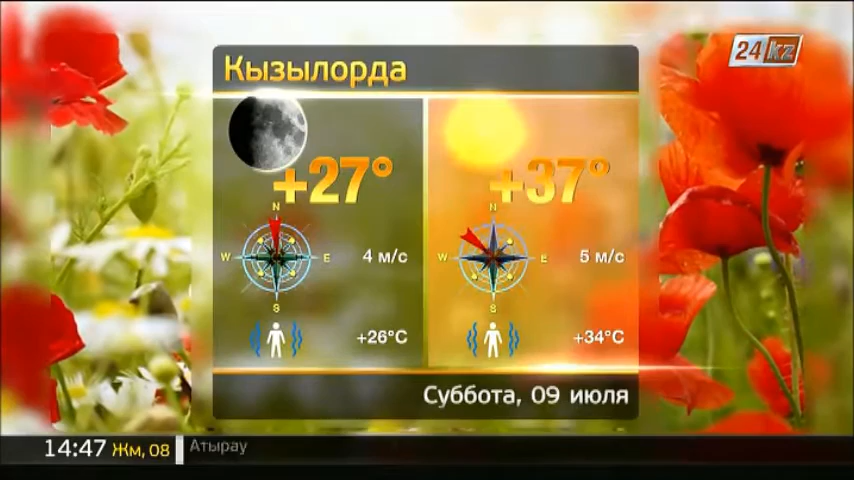 Кызылорда
24kz
+27°
+37°
N
N
W
E
4 м/с
W
E
5 м/с
S
S
+26°C
+34°C
Суббота, 09 июля
14:47 Жм, 08
Атырау